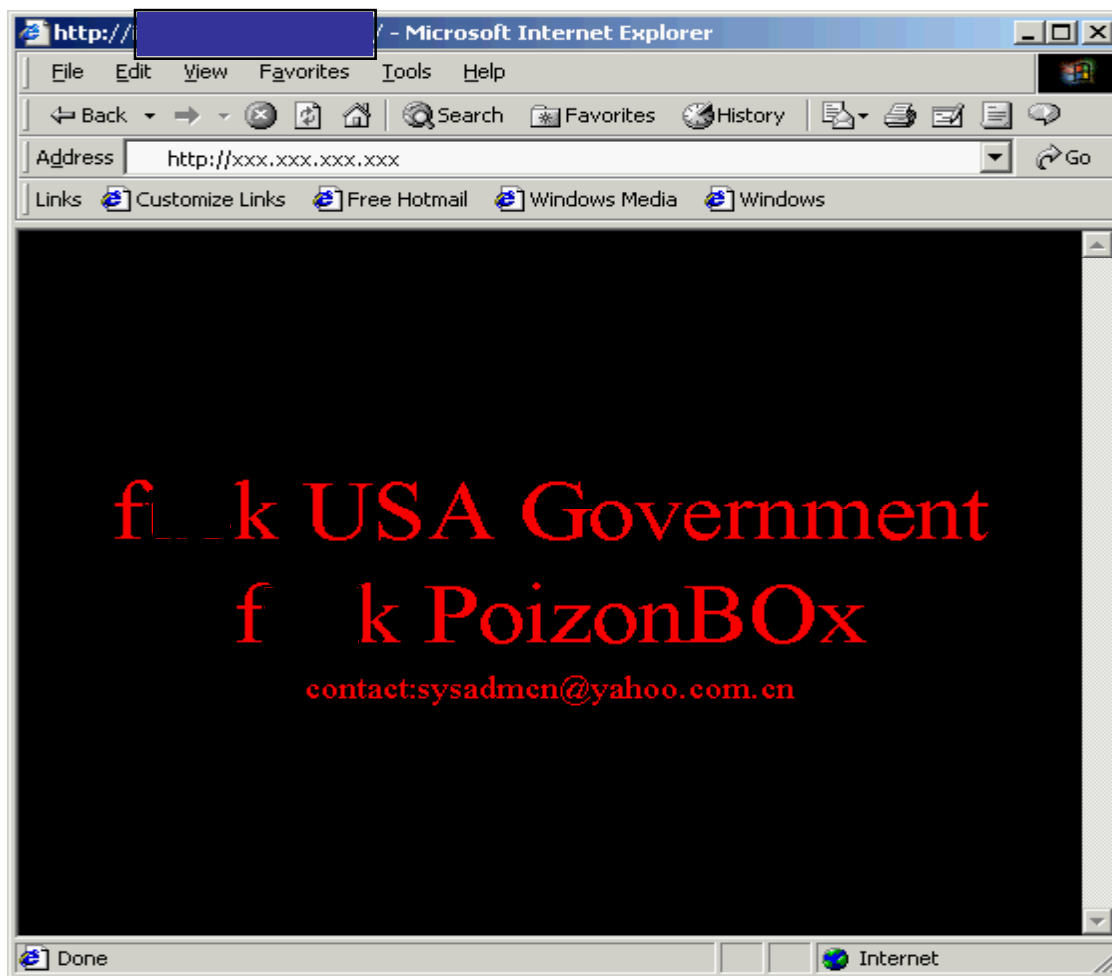 http://i / - Microsoft Internet Explorer
File Edit View Favorites Tools Help
Back Search Favorites History
Address http://xxx.xxx.xxx.xxx Go
Links Customize Links Free Hotmail Windows Media Windows
USA Government
PoizonBOx
contact:sysadmcn@yahoo.com.cn
Done Internet